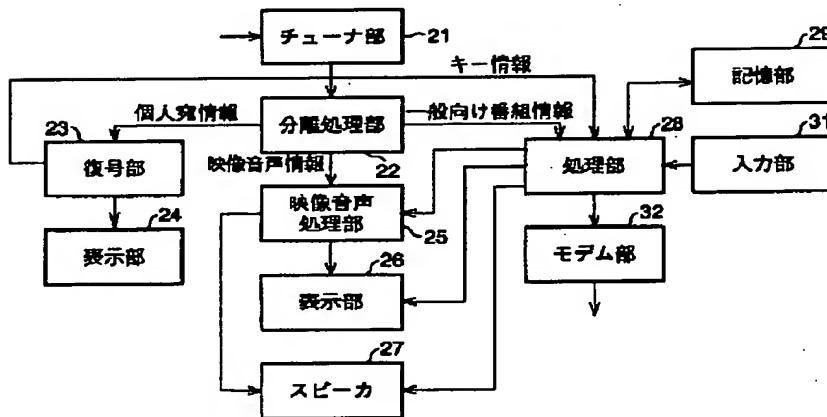 チューナ部
21
29
キー情報
記憶部
個人宛情報
一般向け番組情報
23
分離処理部
28
31
復号部
映像音声情報
22
処理部
入力部
24
映像音声
処理部
25
32
表示部
26
モデム部
表示部
27
スピーカ